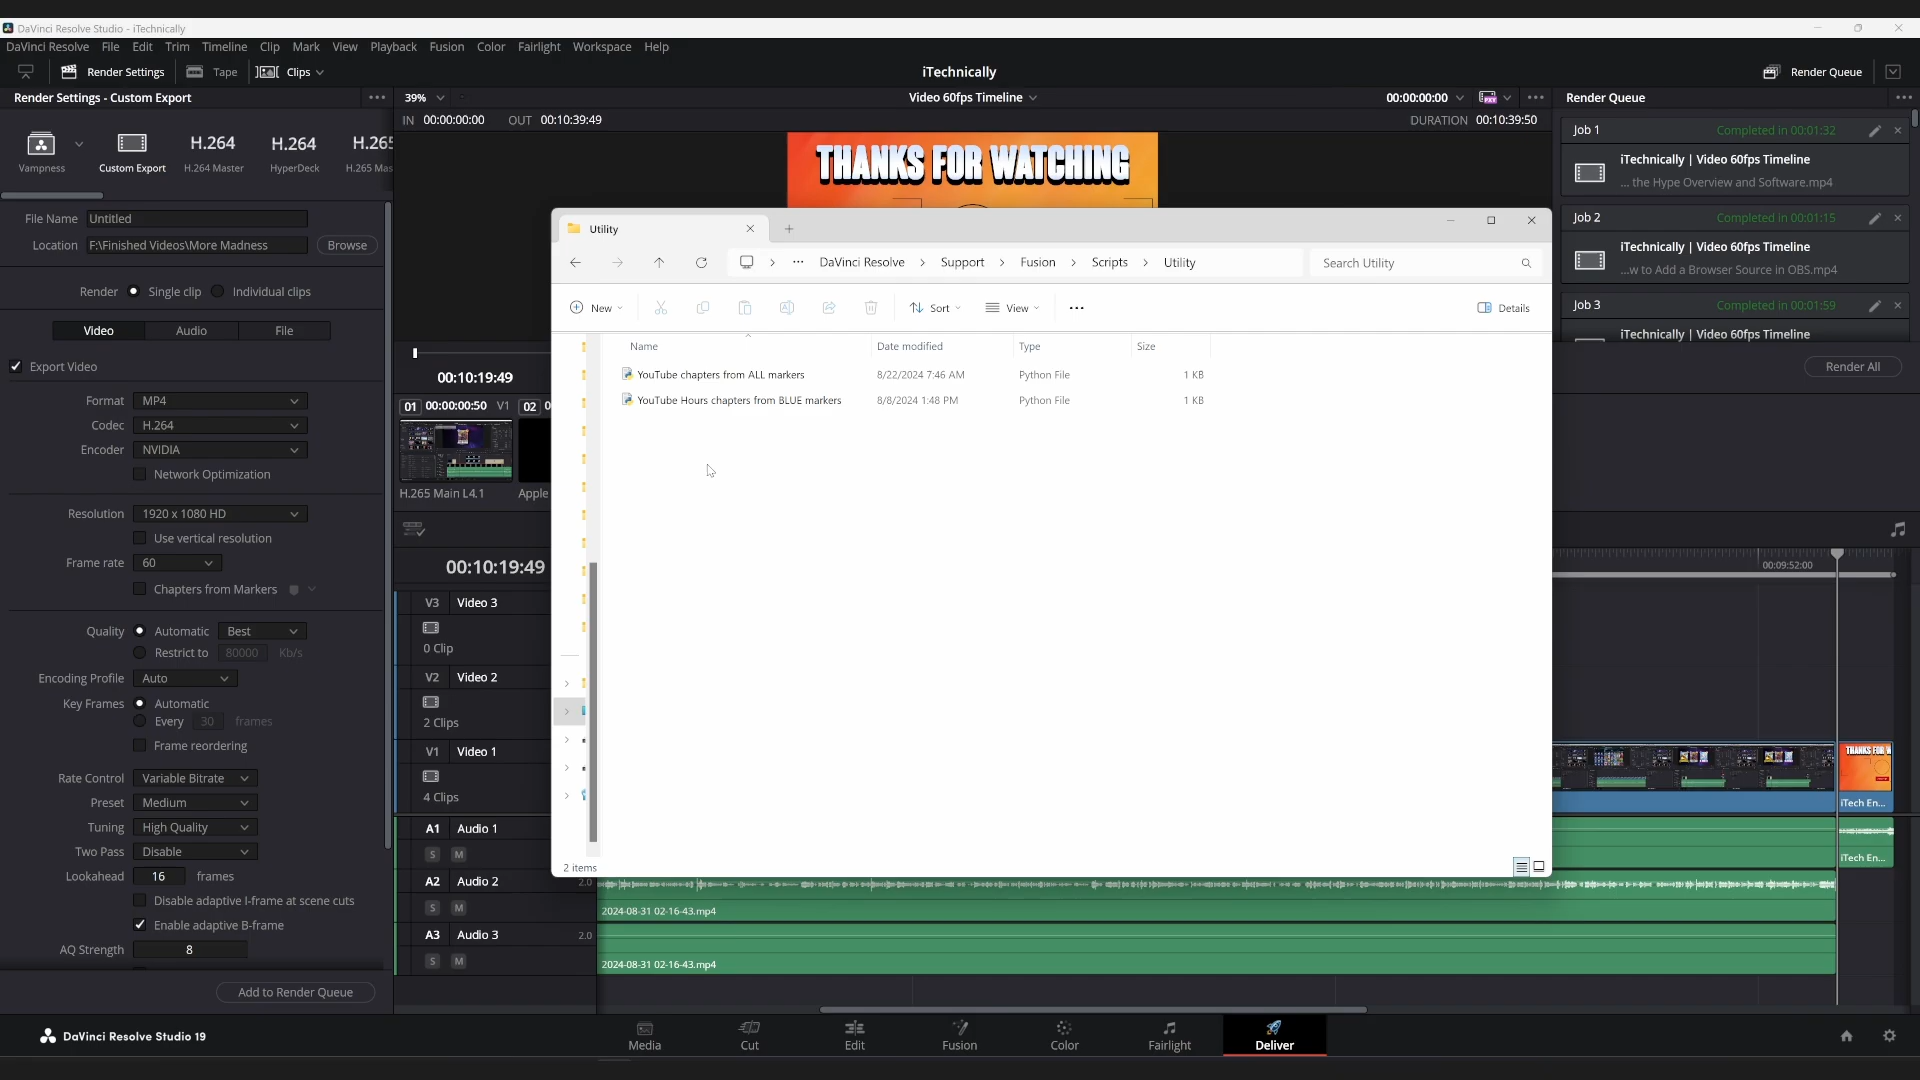 DaVinci Resolve Studio - iTechnically
DaVinci Resolve File Edit Trim Timeline Clip Mark View Playback Fusion Color Fairlight Workspace Help
Render Settings Tape Clips iTechnically Render Queue
Render Settings - Custom Export 39% Video 60fps Timeline 00:00:00:00 Render Queue
IN 00:00:00:00 OUT 00:10:39:49 DURATION 00:10:39:50
Vampness
Custom Export
H.264
H.264 Master
H.264
HyperDeck
H.265
H.265 Mas
THANKS FOR WATCHING
Job 1 Completed in 00:01:32
iTechnically | Video 60fps Timeline
... the Hype Overview and Software.mp4
Job 2 Completed in 00:01:15
iTechnically | Video 60fps Timeline
...w to Add a Browser Source in OBS.mp4
Job 3 Completed in 00:01:59
iTechnically | Video 60fps Timeline
Render All
File Name Untitled
Location F:\Finished Videos\More Madness Browse
Render Single clip Individual clips
Video Audio File
Export Video
Format MP4
Codec H.264
Encoder NVIDIA
Network Optimization
Resolution 1920 x 1080 HD
Use vertical resolution
Frame rate 60
Chapters from Markers
Quality Automatic Best
Restrict to 80000 Kb/s
Encoding Profile Auto
Key Frames Automatic
Every 30 frames
Frame reordering
Rate Control Variable Bitrate
Preset Medium
Tuning High Quality
Two Pass Disable
Lookahead 16 frames
Disable adaptive I-frame at scene cuts
Enable adaptive B-frame
AQ Strength 8
Add to Render Queue
00:10:19:49
01 00:00:00:50 V1 02 0
H.265 Main L4.1 Apple
00:10:19:49
00:09:52:00
V3 Video 3
0 Clip
V2 Video 2
2 Clips
V1 Video 1
4 Clips
A1 Audio 1
S M
A2 Audio 2 2.0
S M
A3 Audio 3 2.0
S M
2024-08-31 02-16-43.mp4
2024-08-31 02-16-43.mp4
THANKS FOR W
iTech En...
iTech En...
Utility
DaVinci Resolve Support Fusion Scripts Utility Search Utility
New Sort View Details
Name Date modified Type Size
YouTube chapters from ALL markers 8/22/2024 7:46 AM Python File 1 KB
YouTube Hours chapters from BLUE markers 8/8/2024 1:48 PM Python File 1 KB
2 items
DaVinci Resolve Studio 19
Media Cut Edit Fusion Color Fairlight Deliver